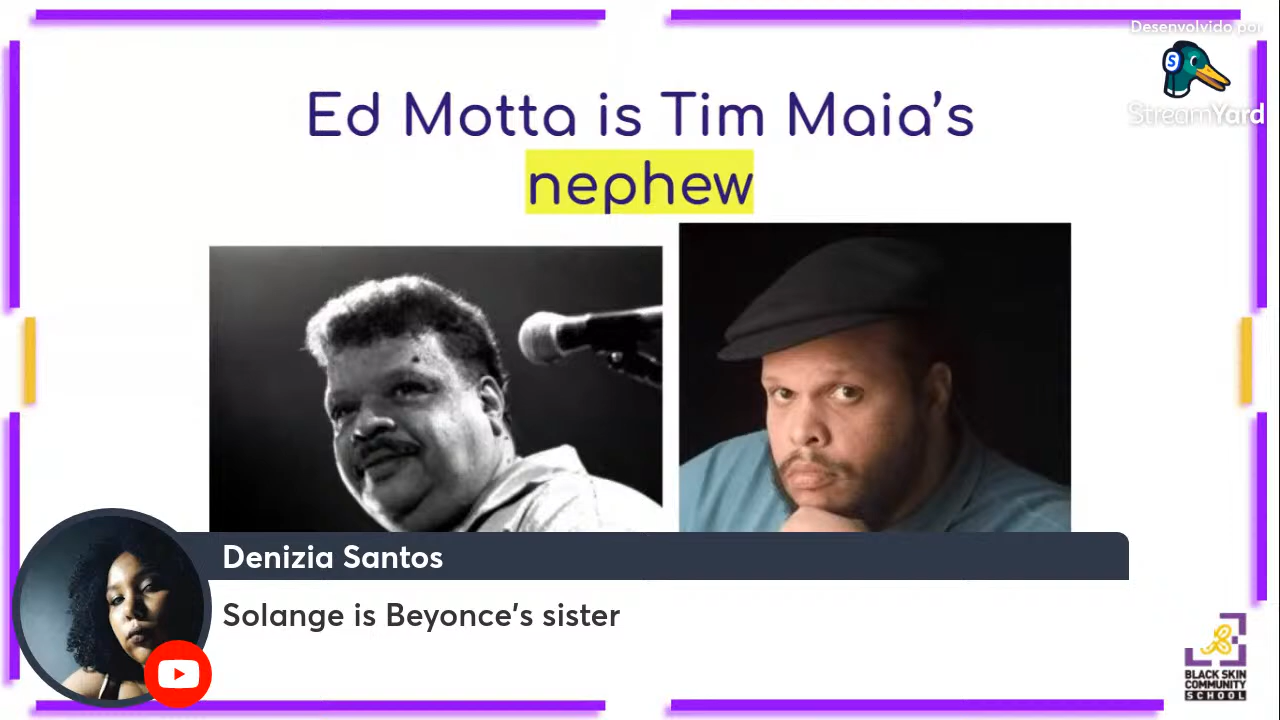 Desenvolvido por
StreamYard
Ed Motta is Tim Maia's
nephew
Denizia Santos
Solange is Beyonce's sister
BLACK SKIN
COMMUNITY
SCHOOL